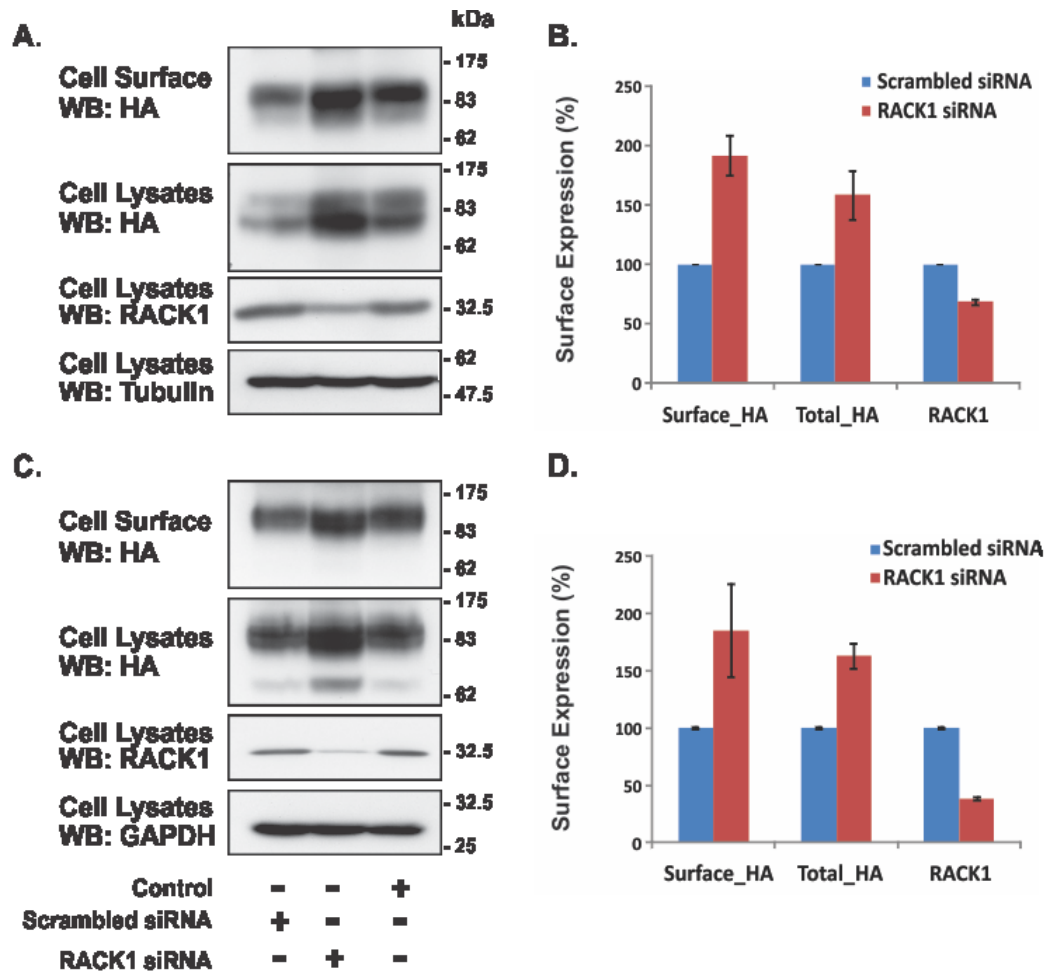 A.
kDa
Cell Surface
WB: HA
- 175
- 83
- 62
Cell Lysates
WB: HA
- 175
- 83
- 62
Cell Lysates
WB: RACK1
- 32.5
Cell Lysates
WB: Tubulin
- 62
- 47.5
B.
Scrambled siRNA
RACK1 siRNA
Surface Expression (%)
250
200
150
100
50
0
Surface_HA Total_HA RACK1
C.
Cell Surface
WB: HA
- 175
- 83
- 62
Cell Lysates
WB: HA
- 175
- 83
- 62
Cell Lysates
WB: RACK1
- 32.5
Cell Lysates
WB: GAPDH
- 32.5
- 25
Control - - +
Scrambled siRNA + - -
RACK1 siRNA - + -
D.
Scrambled siRNA
RACK1 siRNA
Surface Expression (%)
250
200
150
100
50
0
Surface_HA Total_HA RACK1